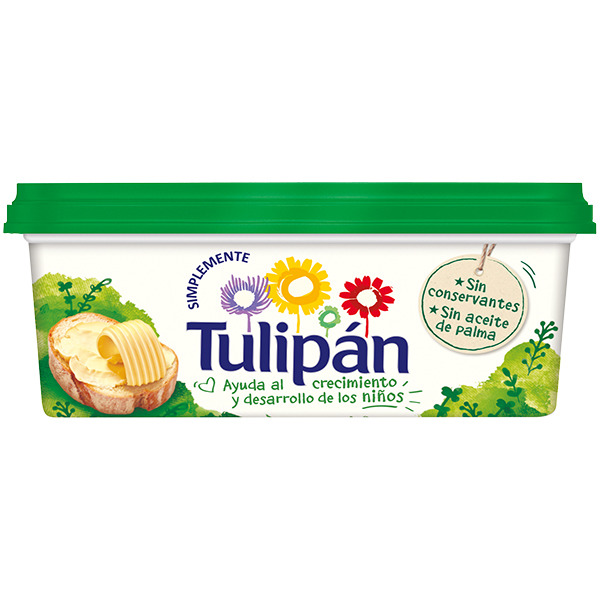 SIMPLEMENTE
Tulipán
Ayuda al crecimiento
y desarrollo de los niños
★ Sin
conservantes
★ Sin aceite
de palma